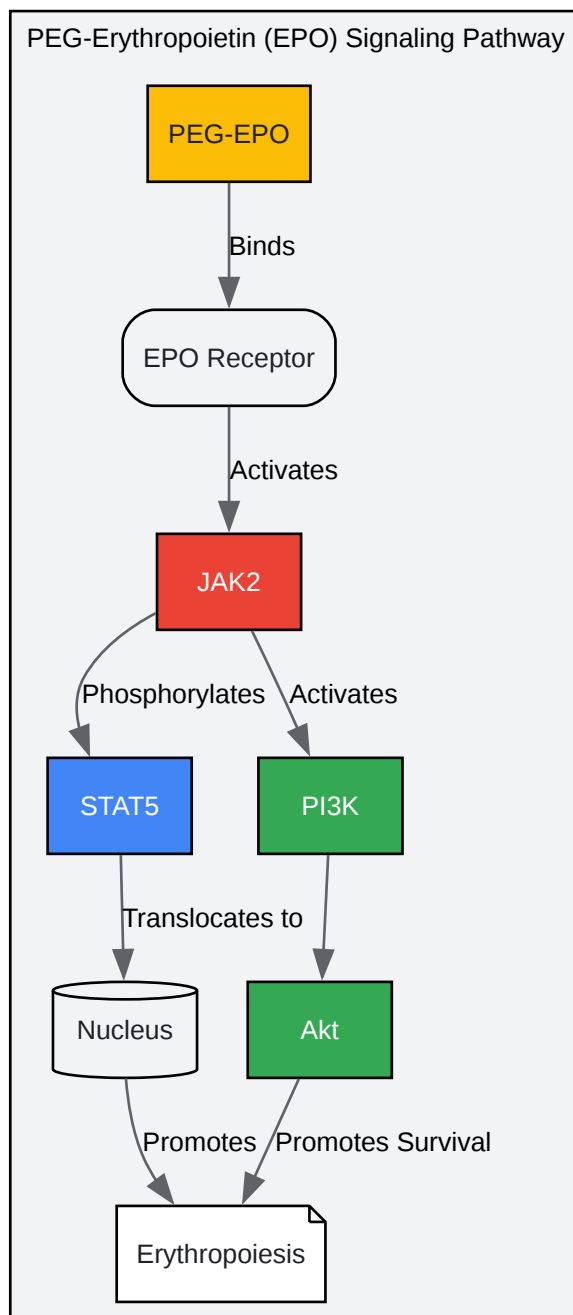 PEG-Erythropoietin (EPO) Signaling Pathway
PEG-EPO
Binds
EPO Receptor
Activates
JAK2
Phosphorylates
Activates
STAT5
PI3K
Translocates to
Nucleus
Akt
Promotes
Promotes Survival
Erythropoiesis